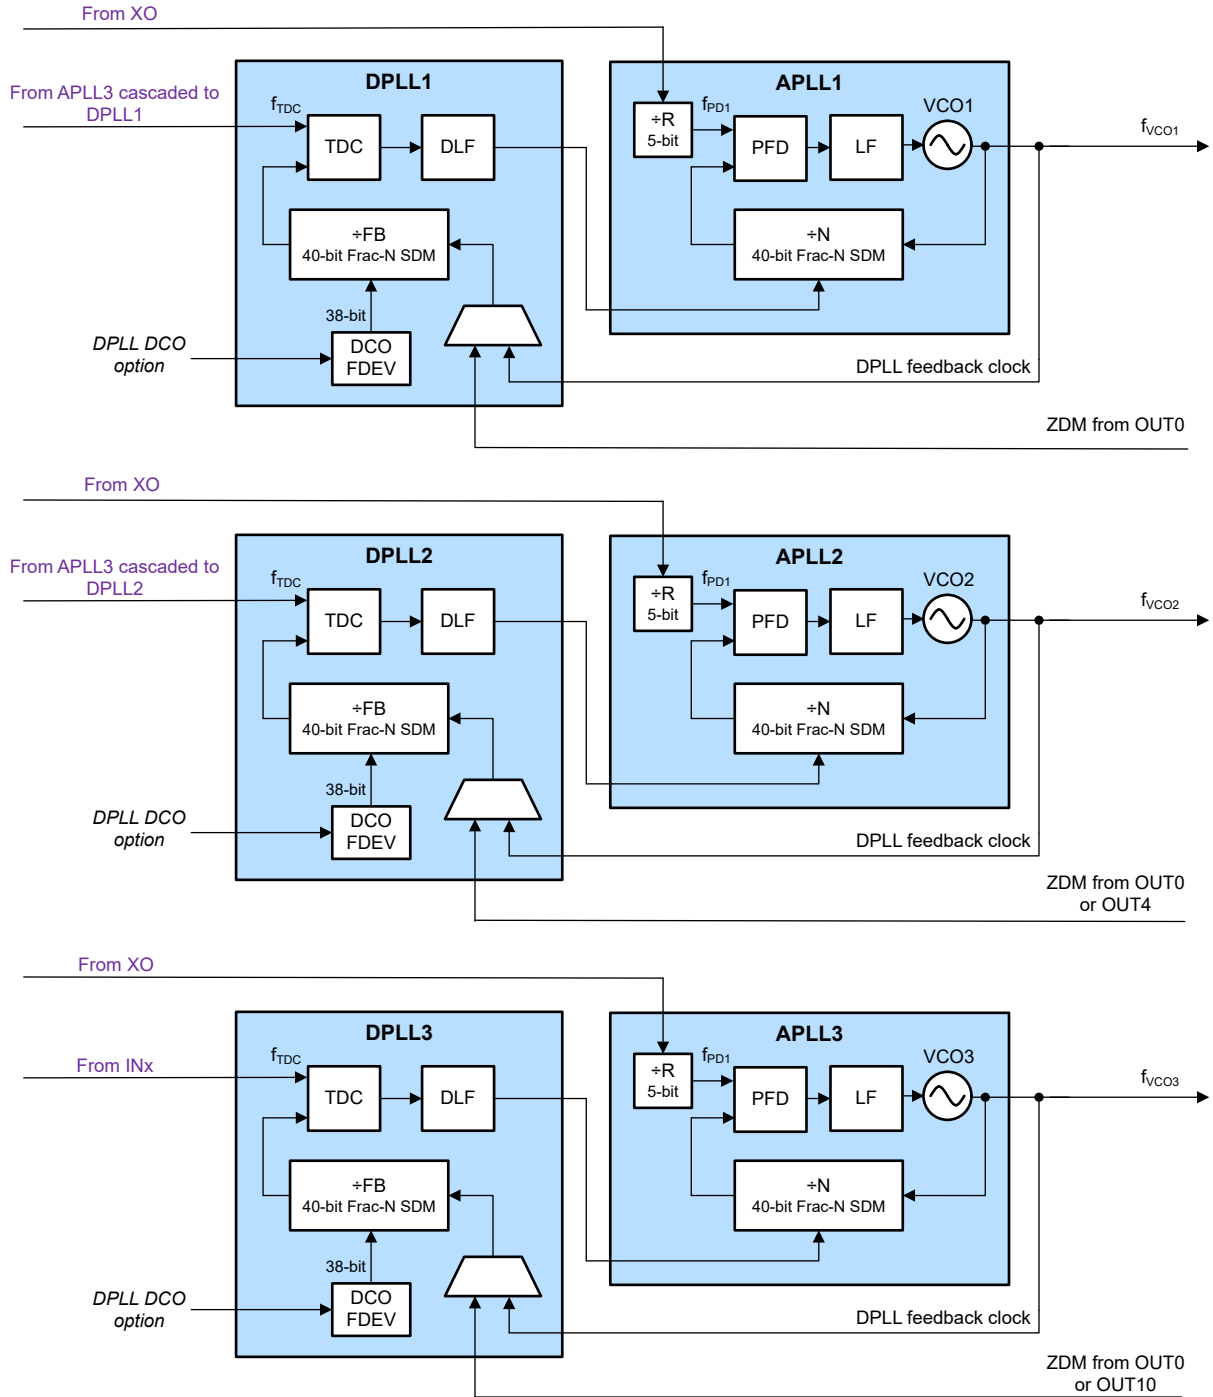 From XO
DPLL1
APLL1
From APLL3 cascaded to
DPLL1
fTDC
TDC
DLF
÷R
5-bit
fPD1
PFD
LF
VCO1
fVCO1
÷FB
40-bit Frac-N SDM
÷N
40-bit Frac-N SDM
38-bit
DPLL DCO
option
DCO
FDEV
DPLL feedback clock
ZDM from OUT0
From XO
DPLL2
APLL2
From APLL3 cascaded to
DPLL2
fTDC
TDC
DLF
÷R
5-bit
fPD1
PFD
LF
VCO2
fVCO2
÷FB
40-bit Frac-N SDM
÷N
40-bit Frac-N SDM
38-bit
DPLL DCO
option
DCO
FDEV
DPLL feedback clock
ZDM from OUT0
or OUT4
From XO
DPLL3
APLL3
From INx
fTDC
TDC
DLF
÷R
5-bit
fPD1
PFD
LF
VCO3
fVCO3
÷FB
40-bit Frac-N SDM
÷N
40-bit Frac-N SDM
38-bit
DPLL DCO
option
DCO
FDEV
DPLL feedback clock
ZDM from OUT0
or OUT10